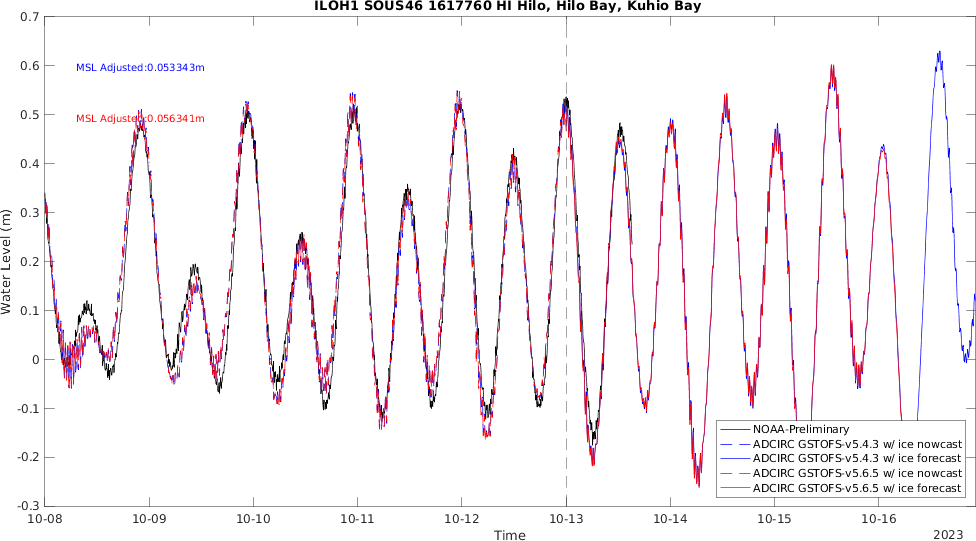 ILOH1 SOUS46 1617760 HI Hilo, Hilo Bay, Kuhio Bay
0.7
0.6
0.5
0.4
0.3
0.2
0.1
0
-0.1
-0.2
-0.3
Water Level (m)
MSL Adjusted:0.053343m
MSL Adjusted:0.056341m
NOAA-Preliminary
ADCIRC GSTOFS-v5.4.3 w/ ice nowcast
ADCIRC GSTOFS-v5.4.3 w/ ice forecast
ADCIRC GSTOFS-v5.6.5 w/ ice nowcast
ADCIRC GSTOFS-v5.6.5 w/ ice forecast
10-08 10-09 10-10 10-11 10-12 10-13 10-14 10-15 10-16
2023
Time